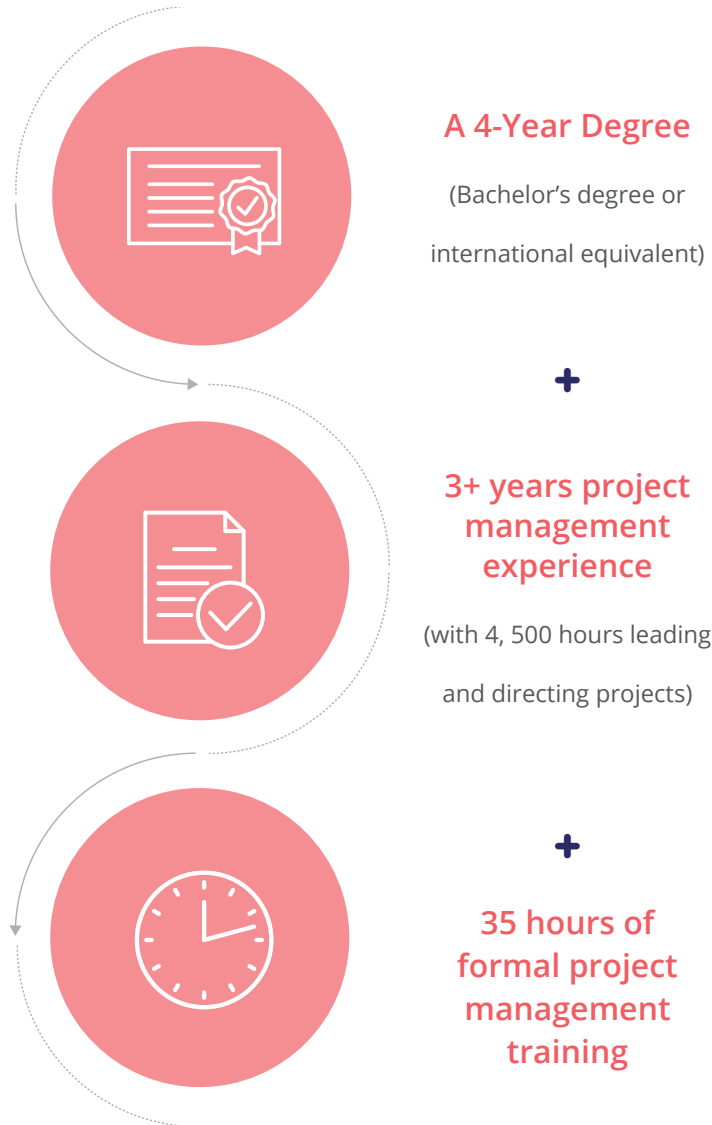 A 4-Year Degree
(Bachelor’s degree or
international equivalent)
+
3+ years project
management
experience
(with 4, 500 hours leading
and directing projects)
+
35 hours of
formal project
management
training